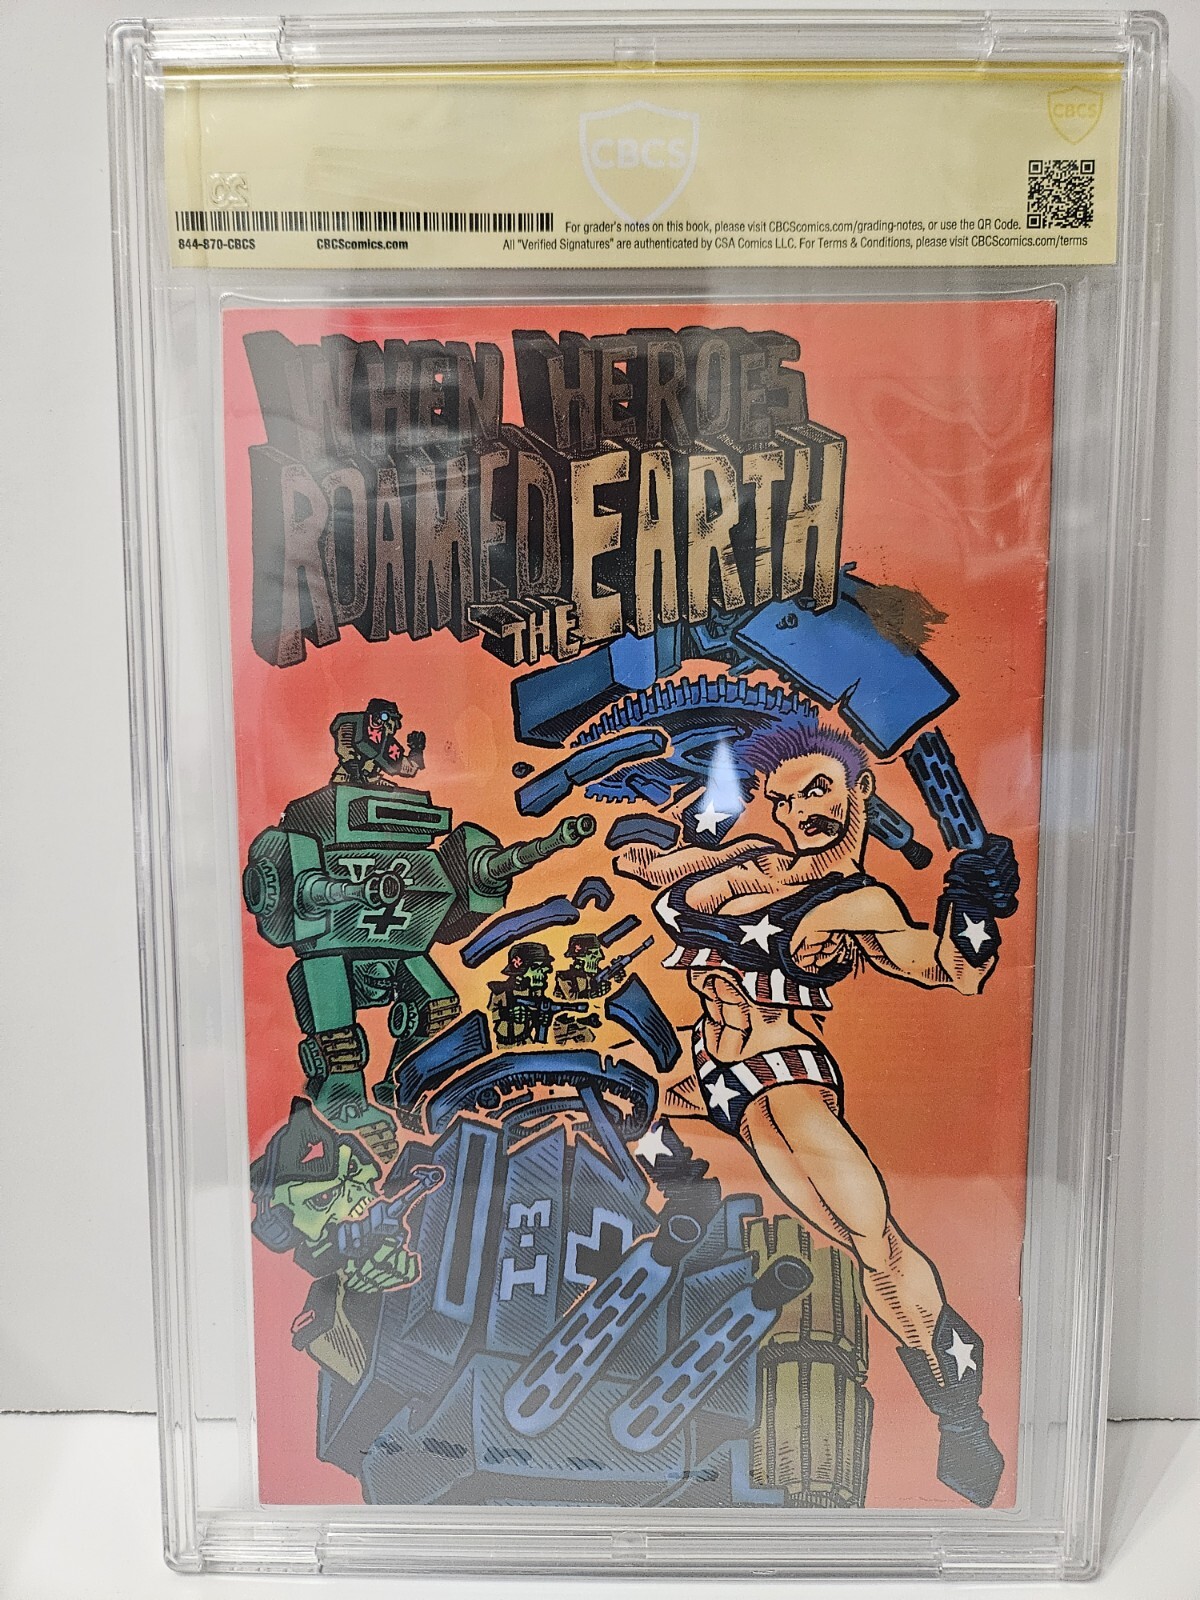 CBCS
CBCS
20
For grader's notes on this book, please visit CBCScomics.com/grading-notes, or use the QR Code.
844-870-CBCS CBCScomics.com
All "Verified Signatures" are authenticated by CSA Comics LLC. For Terms & Conditions, please visit CBCScomics.com/terms
WHEN HEROES
ROAMED
THE EARTH